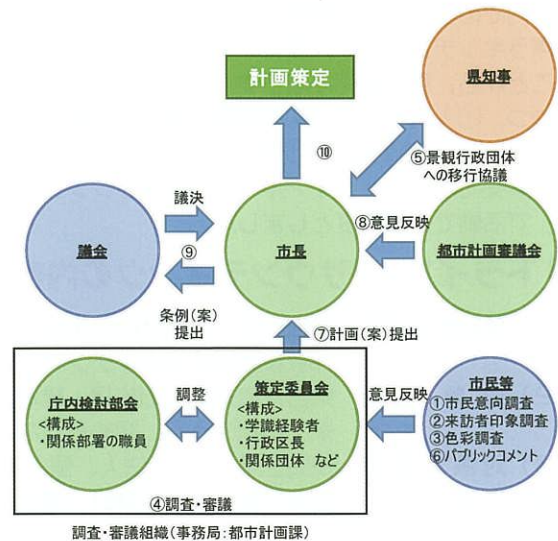 計画策定
県知事
⑩
⑤景観行政団体
への移行協議
議決
⑧意見反映
議会
⑨
市長
都市計画審議会
条例(案)
提出
⑦計画(案)提出
庁内検討部会
<構成>
・関係部署の職員
調整
策定委員会
<構成>
・学識経験者
・行政区長
・関係団体 など
意見反映
市民等
①市民意向調査
②来訪者印象調査
③色彩調査
⑥パブリックコメント
④調査・審議
調査・審議組織(事務局:都市計画課)